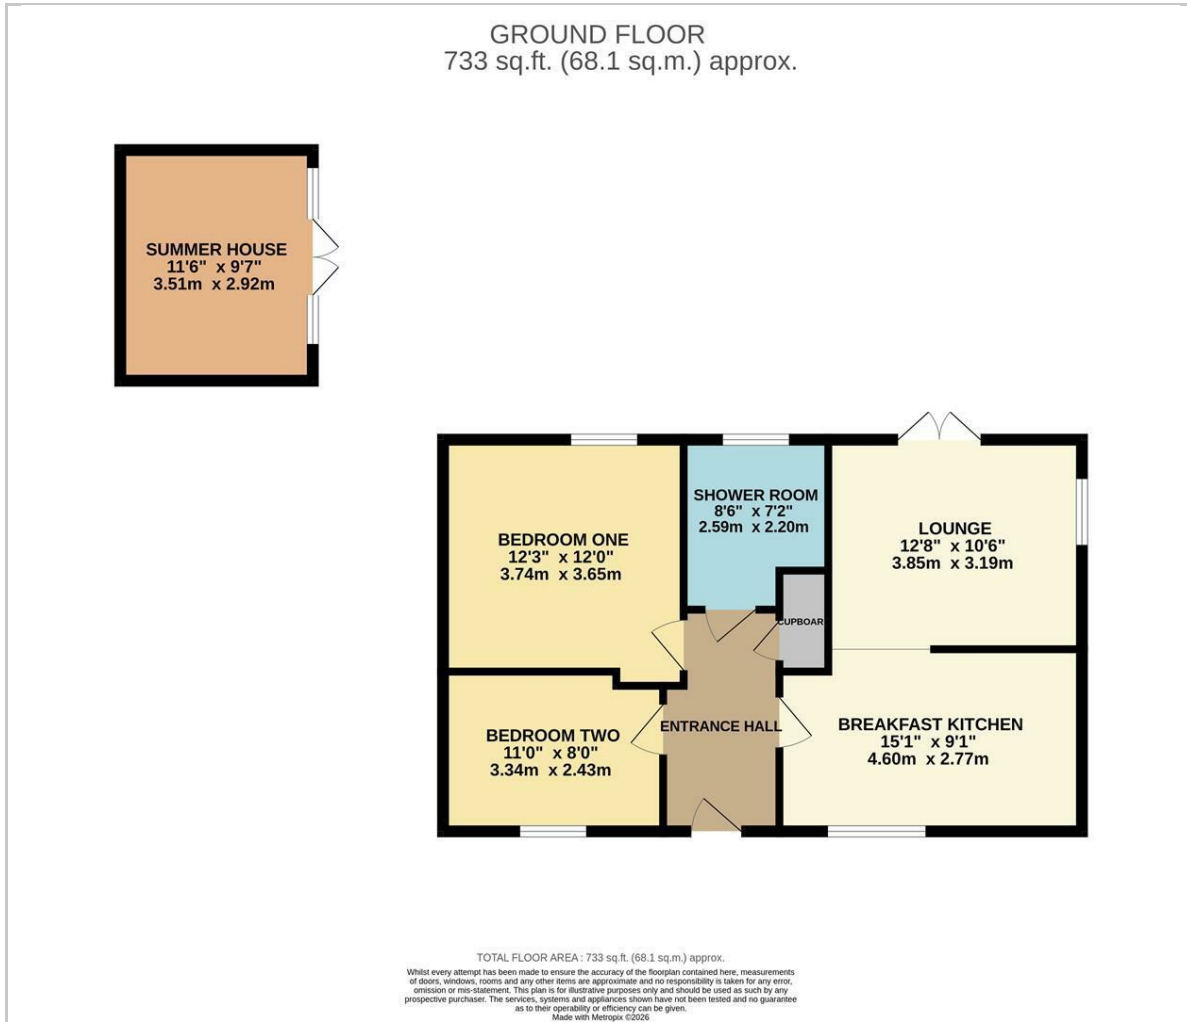 GROUND FLOOR
733 sq.ft. (68.1 sq.m.) approx.
SUMMER HOUSE
11'6" x 9'7"
3.51m x 2.92m
SHOWER ROOM
8'6" x 7'2"
2.59m x 2.20m
BEDROOM ONE
12'3" x 12'0"
3.74m x 3.65m
LOUNGE
12'8" x 10'6"
3.85m x 3.19m
CUPBOAR
ENTRANCE HALL
BREAKFAST KITCHEN
15'1" x 9'1"
4.60m x 2.77m
BEDROOM TWO
11'0" x 8'0"
3.34m x 2.43m
TOTAL FLOOR AREA : 733 sq.ft. (68.1 sq.m.) approx.
Whilst every attempt has been made to ensure the accuracy of the floorplan contained here, measurements
of doors, windows, rooms and any other items are approximate and no responsibility is taken for any error,
omission or mis-statement. This plan is for illustrative purposes only and should be used as such by any
prospective purchaser. The services, systems and appliances shown have not been tested and no guarantee
as to their operability or efficiency can be given.
Made with Metropix ©2026